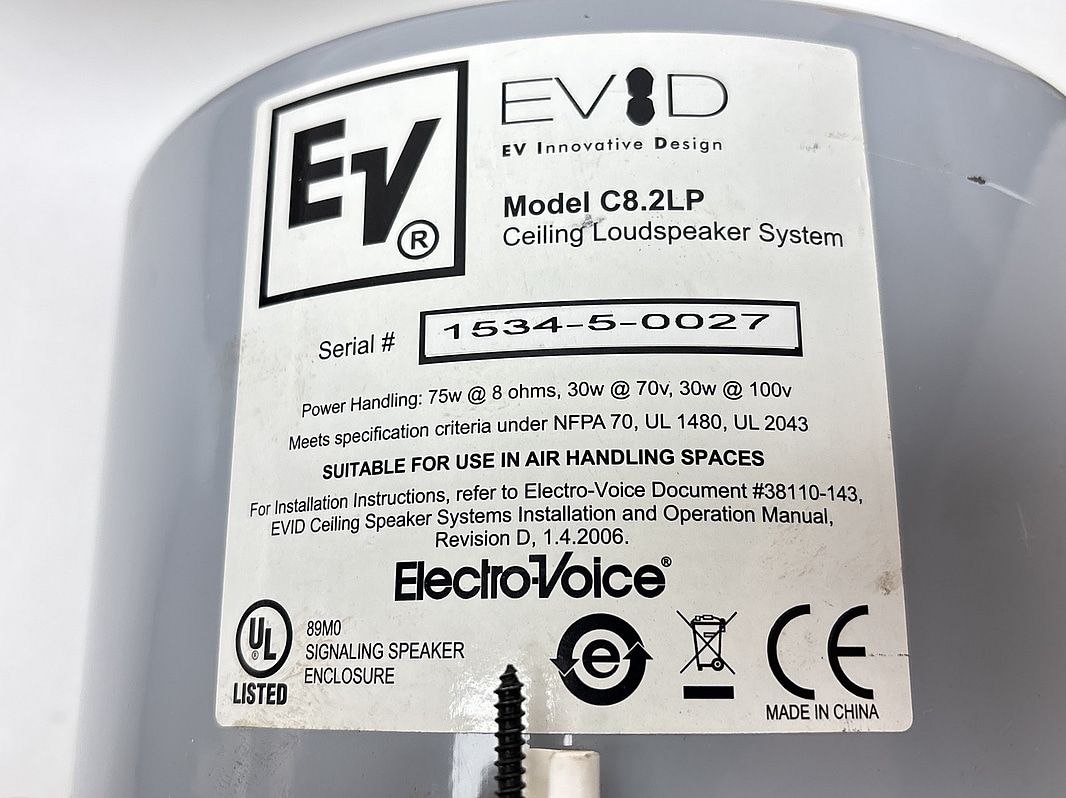 EV®
EVID
EV Innovative Design
Model C8.2LP
Ceiling Loudspeaker System
Serial # 1534-5-0027
Power Handling: 75w @ 8 ohms, 30w @ 70v, 30w @ 100v
Meets specification criteria under NFPA 70, UL 1480, UL 2043
SUITABLE FOR USE IN AIR HANDLING SPACES
For Installation Instructions, refer to Electro-Voice Document #38110-143,
EVID Ceiling Speaker Systems Installation and Operation Manual,
Revision D, 1.4.2006.
Electro-Voice®
UL®
LISTED
89M0
SIGNALING SPEAKER
ENCLOSURE
e
CE
MADE IN CHINA